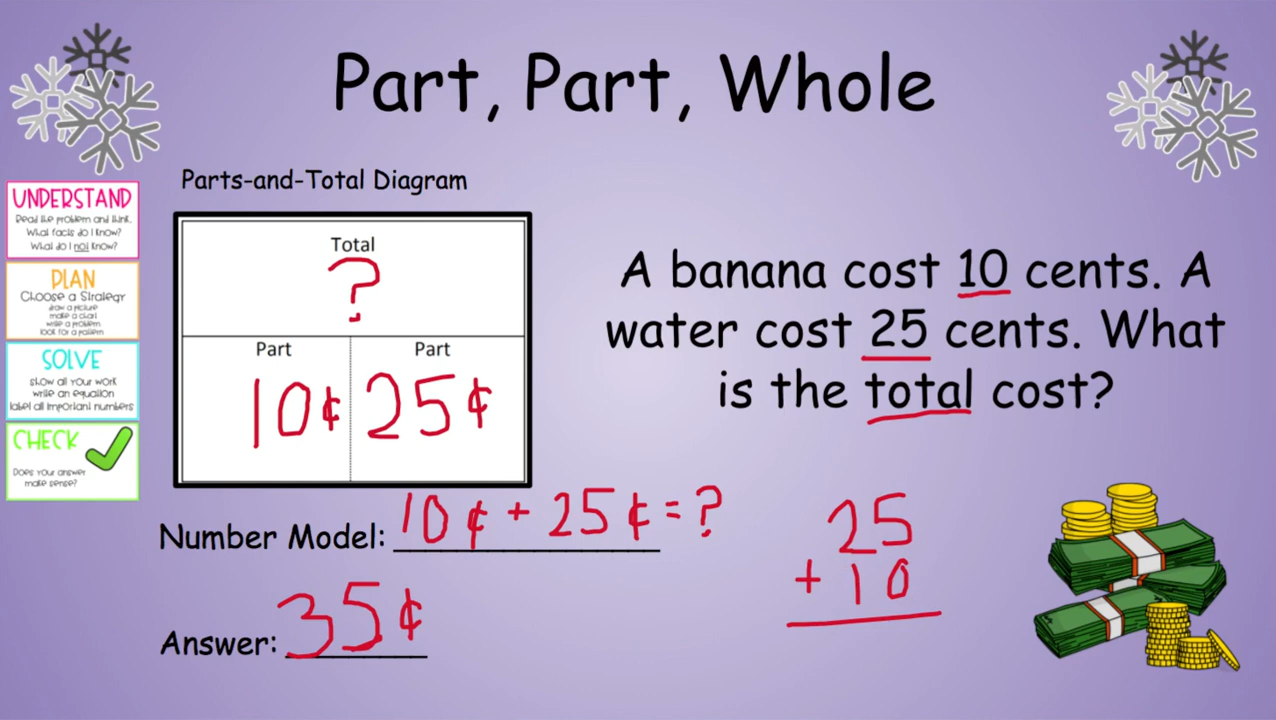 Part, Part, Whole
Parts-and-Total Diagram
UNDERSTAND
Read the problem and think.
What facts do I know?
What do I not know?
PLAN
Choose a Strategy
draw a picture
make a chart
write a problem
look for a pattern
SOLVE
show all your work
write an equation
label all important numbers
CHECK
Does your answer
make sense?
Total
?
Part Part
10¢ 25¢
A banana cost 10 cents. A
water cost 25 cents. What
is the total cost?
Number Model: 10¢ + 25¢ = ?
Answer: 35¢
25
+ 10